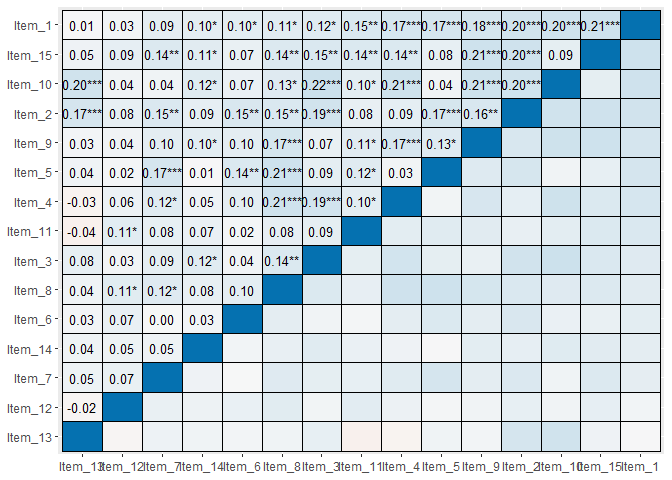 Item_1 0.01 0.03 0.09 0.10* 0.10* 0.11* 0.12* 0.15** 0.17*** 0.17*** 0.18*** 0.20*** 0.20*** 0.21***
Item_15 0.05 0.09 0.14** 0.11* 0.07 0.14** 0.15** 0.14** 0.14** 0.08 0.21*** 0.20*** 0.09
Item_10 0.20*** 0.04 0.04 0.12* 0.07 0.13* 0.22*** 0.10* 0.21*** 0.04 0.21*** 0.20***
Item_2 0.17*** 0.08 0.15** 0.09 0.15** 0.15** 0.19*** 0.08 0.09 0.17*** 0.16**
Item_9 0.03 0.04 0.10 0.10* 0.10 0.17*** 0.07 0.11* 0.17*** 0.13*
Item_5 0.04 0.02 0.17*** 0.01 0.14** 0.21*** 0.09 0.12* 0.03
Item_4 -0.03 0.06 0.12* 0.05 0.10 0.21*** 0.19*** 0.10*
Item_11 -0.04 0.11* 0.08 0.07 0.02 0.08 0.09
Item_3 0.08 0.03 0.09 0.12* 0.04 0.14**
Item_8 0.04 0.11* 0.12* 0.08 0.10
Item_6 0.03 0.07 0.00 0.03
Item_14 0.04 0.05 0.05
Item_7 0.05 0.07
Item_12 -0.02
Item_13
Item_13 Item_12 Item_7 Item_14 Item_6 Item_8 Item_3 Item_11 Item_4 Item_5 Item_9 Item_2 Item_10 Item_15 Item_1